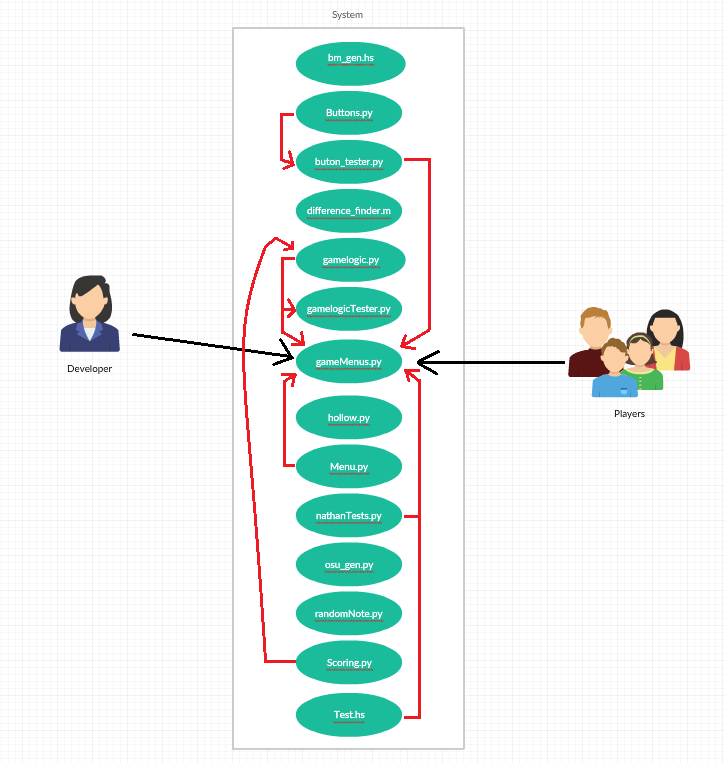 System
bm_gen.hs
Buttons.py
buton_tester.py
difference_finder.m
gamelogic.py
gamelogicTester.py
gameMenus.py
Developer
Players
hollow.py
Menu.py
nathanTests.py
osu_gen.py
randomNote.py
Scoring.py
Test.hs